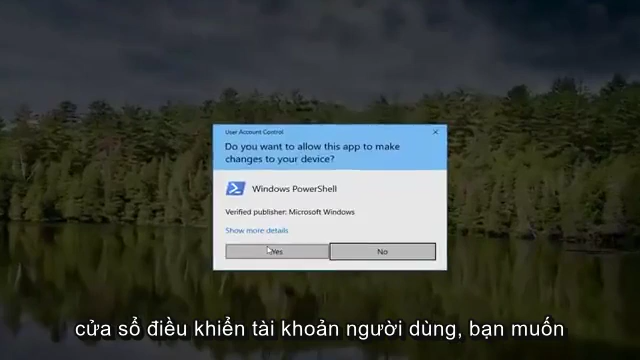 User Account Control
Do you want to allow this app to make
changes to your device?
Windows PowerShell
Verified publisher: Microsoft Windows
Show more details
Yes
No
cửa sổ điều khiển tài khoản người dùng, bạn muốn